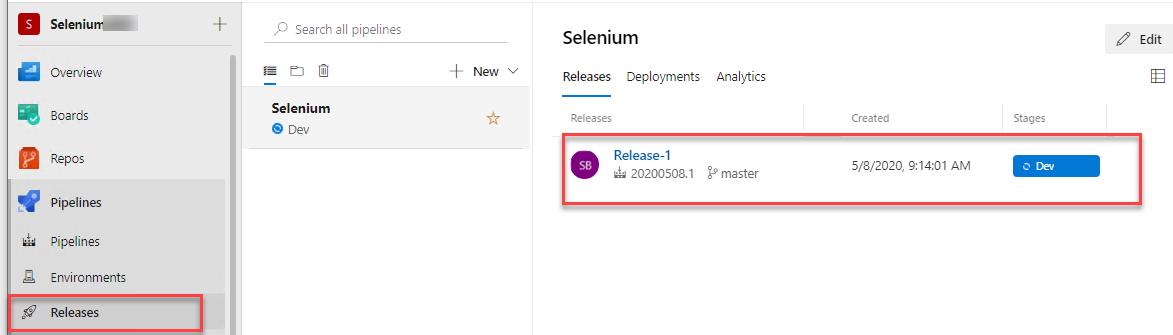 S Selenium
Overview
Boards
Repos
Pipelines
Pipelines
Environments
Releases
Search all pipelines
New
Selenium
Dev
Selenium
Edit
Releases Deployments Analytics
Releases Created Stages
SB Release-1 5/8/2020, 9:14:01 AM Dev
20200508.1 master